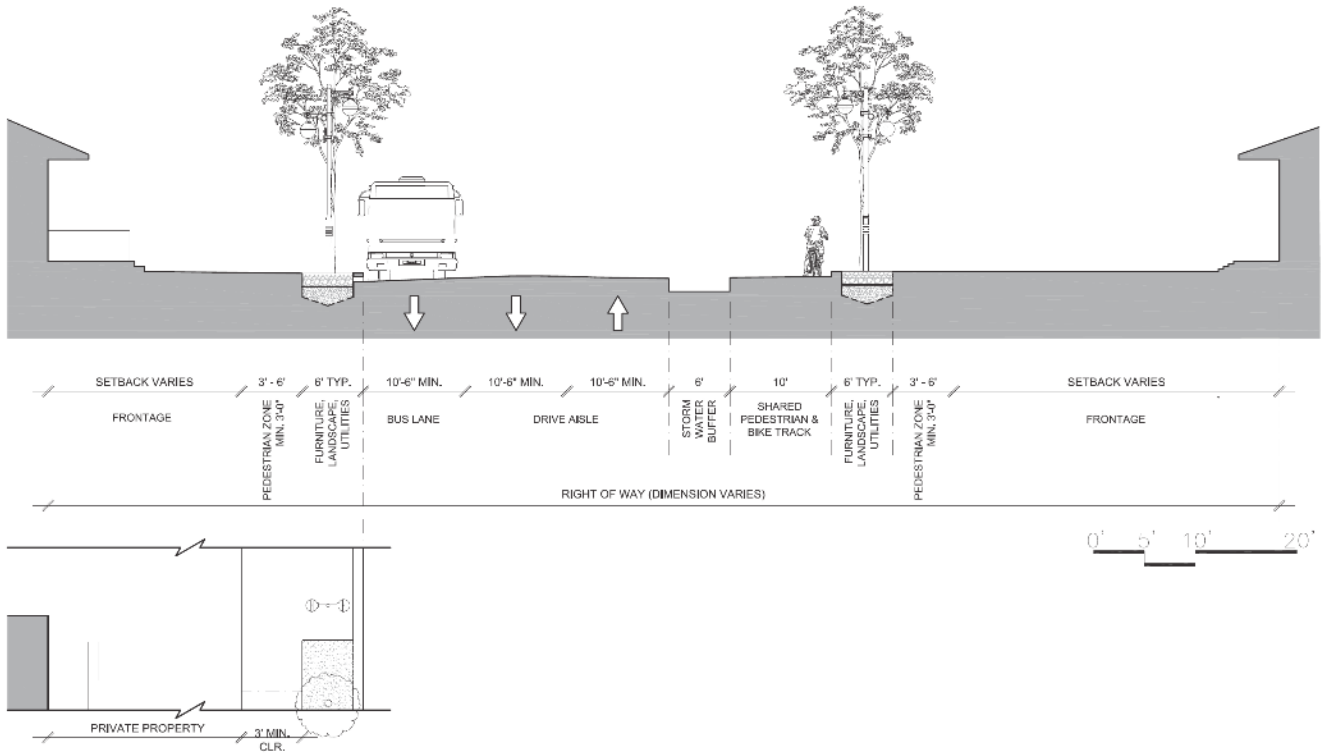 SETBACK VARIES
3' - 6'
6' TYP.
10'-6" MIN.
10'-6" MIN.
10'-6" MIN.
6'
10'
6' TYP.
3' - 6'
SETBACK VARIES
FRONTAGE
PEDESTRIAN ZONE
MIN. 3'-0"
FURNITURE,
LANDSCAPE,
UTILITIES
BUS LANE
DRIVE AISLE
STORM
WATER
BUFFER
SHARED
PEDESTRIAN &
BIKE TRACK
FURNITURE,
LANDSCAPE,
UTILITIES
PEDESTRIAN ZONE
MIN. 3'-0"
FRONTAGE
RIGHT OF WAY (DIMENSION VARIES)
0' 5' 10' 20'
PRIVATE PROPERTY
3' MIN.
CLR.